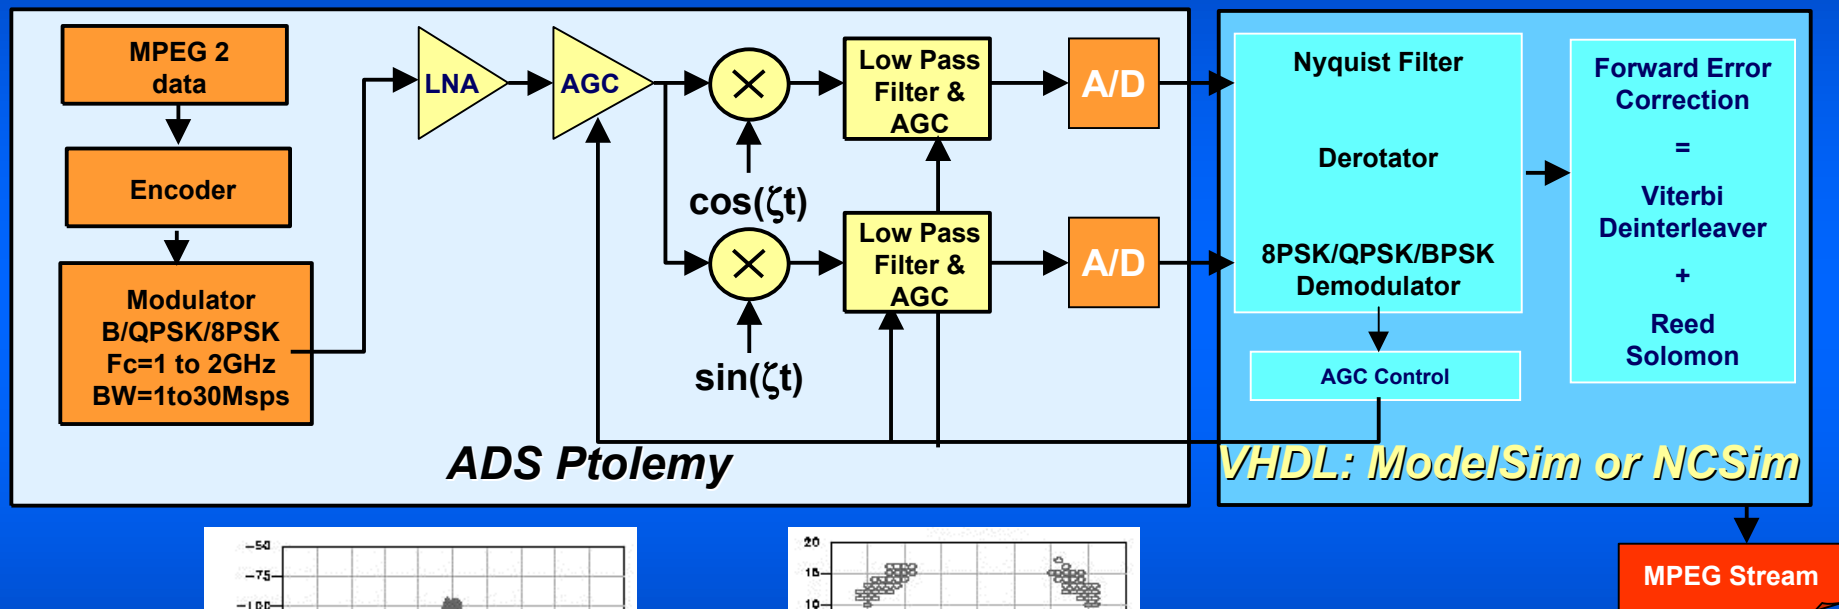 MPEG 2
data
Encoder
Modulator
B/QPSK/8PSK
Fc=1 to 2GHz
BW=1to30Msps
LNA
AGC
cos(ζt)
sin(ζt)
Low Pass
Filter &
AGC
Low Pass
Filter &
AGC
A/D
A/D
ADS Ptolemy
Nyquist Filter
Derotator
8PSK/QPSK/BPSK
Demodulator
AGC Control
Forward Error
Correction
=
Viterbi
Deinterleaver
+
Reed
Solomon
VHDL: ModelSim or NCSim
MPEG Stream
-50
-75
-100
20
15
10